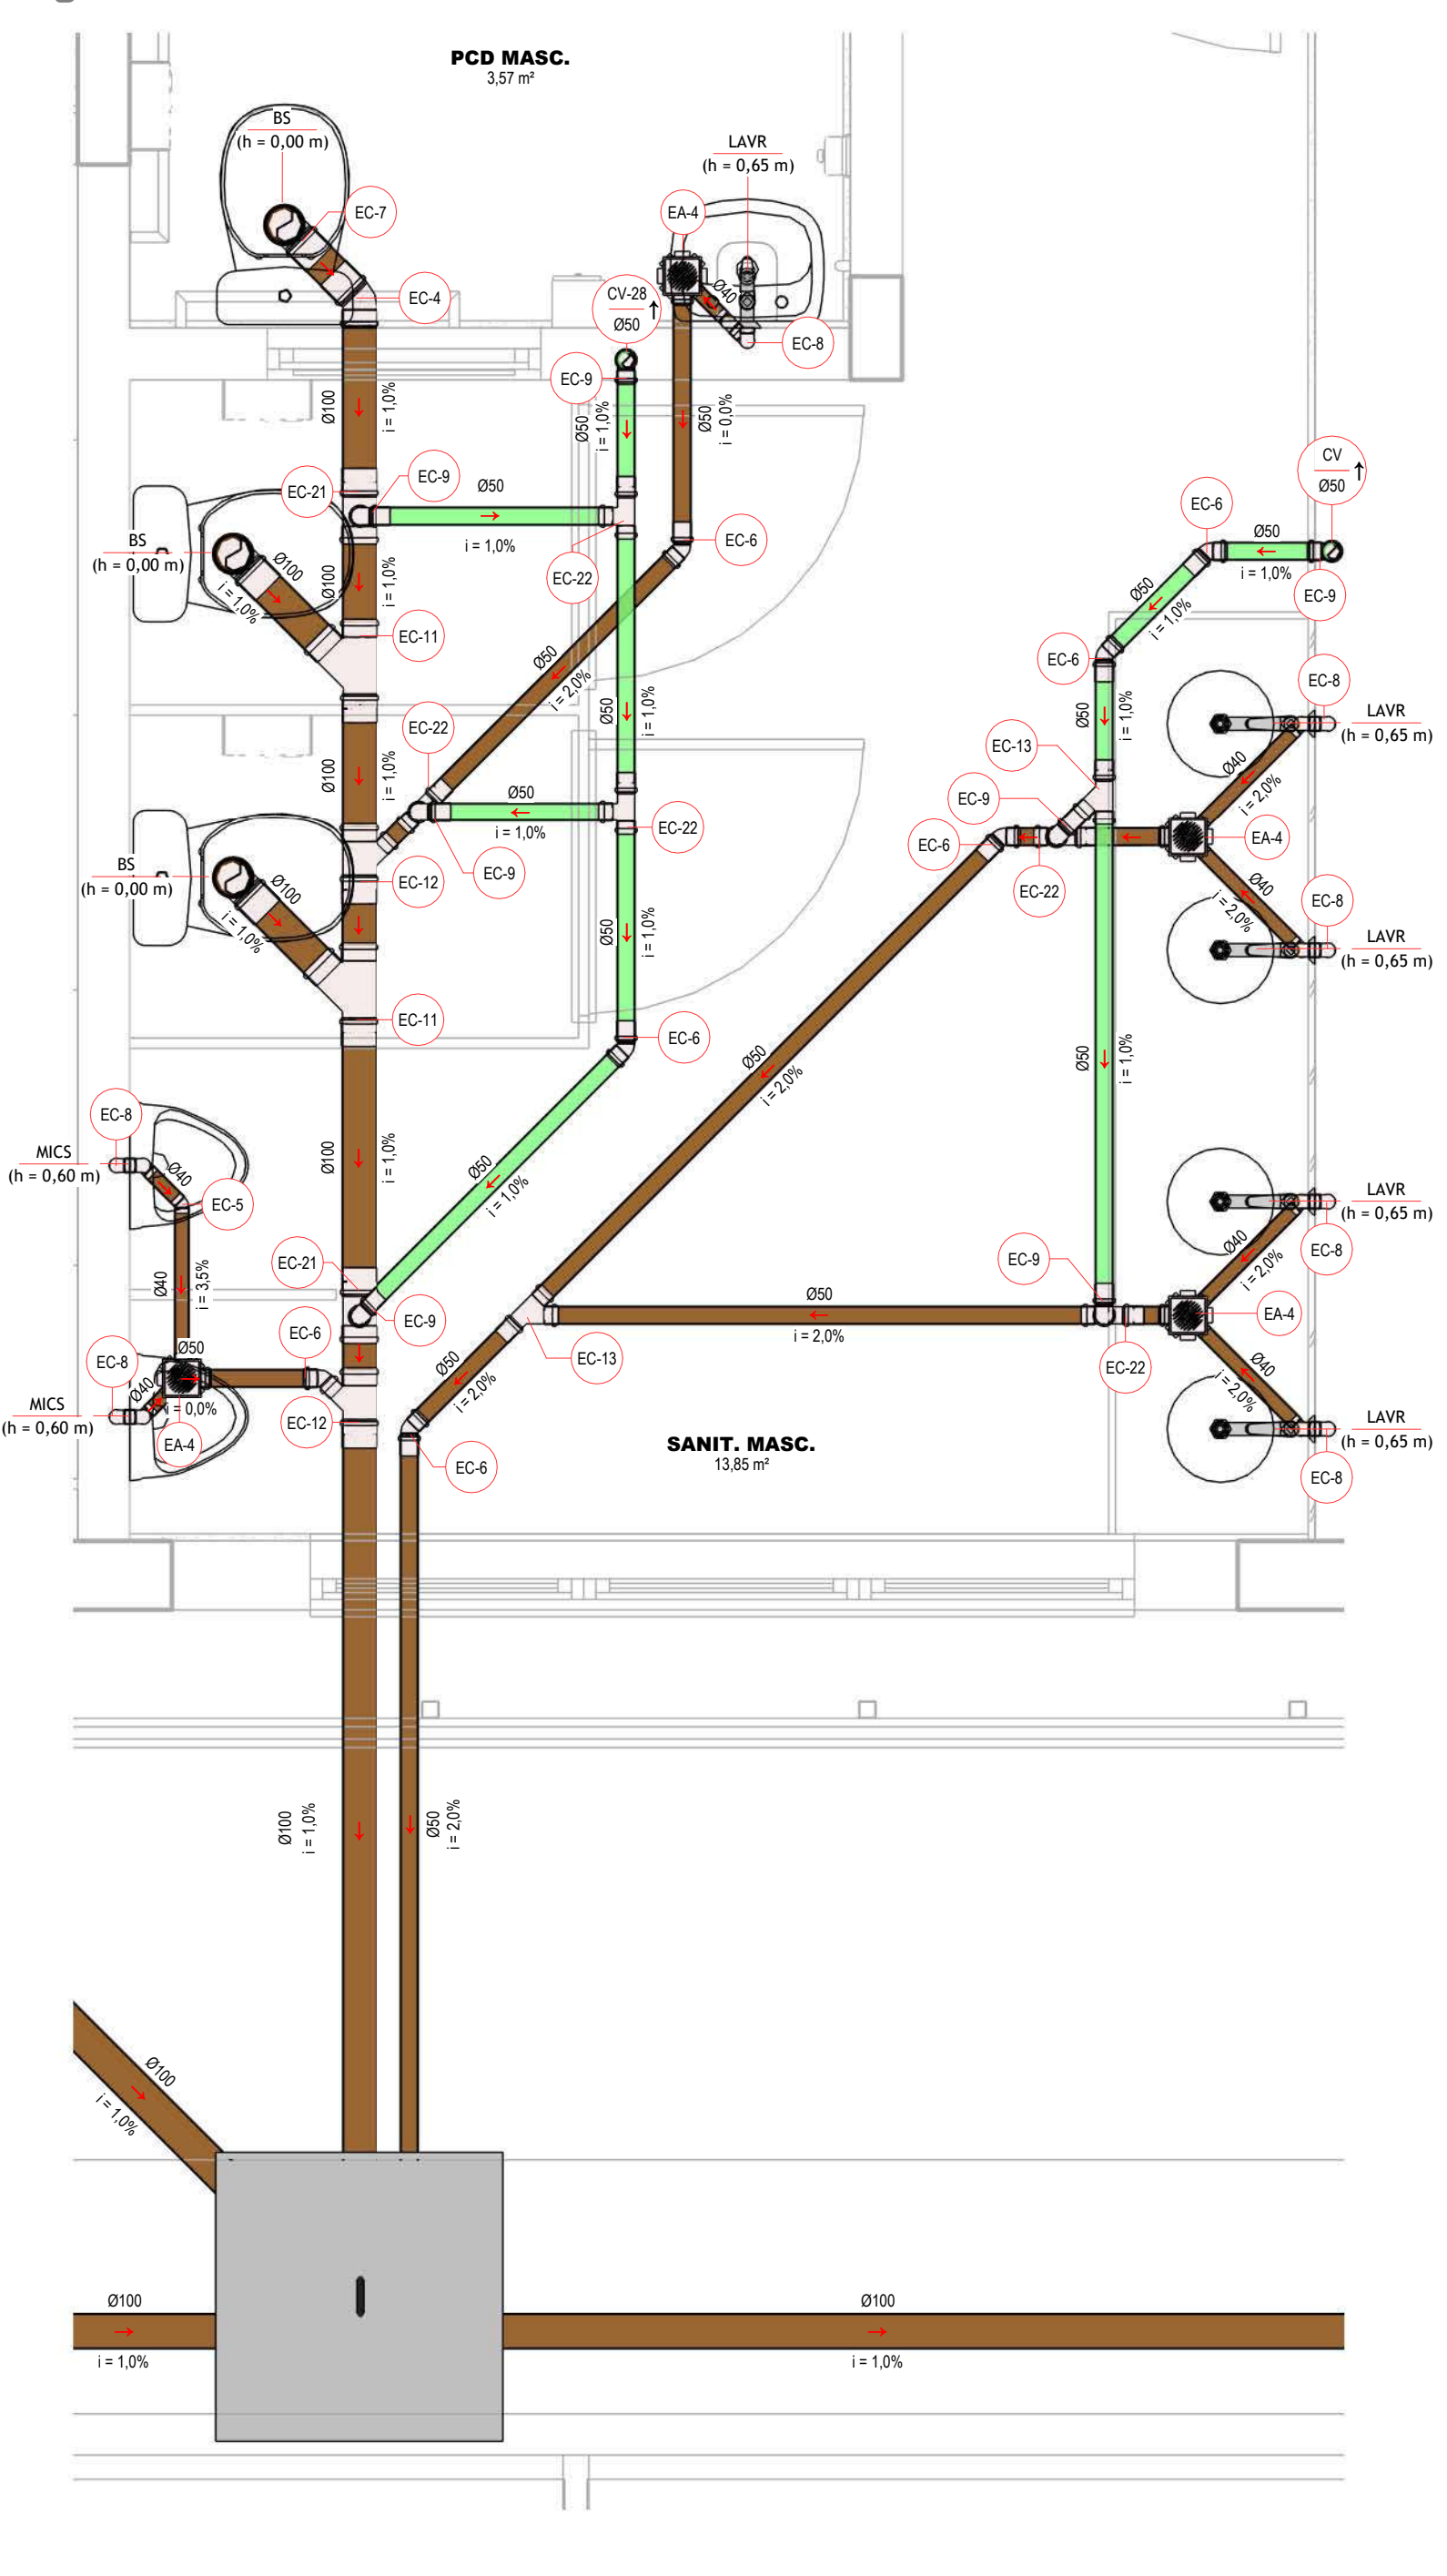 PCD MASC.
3,57 m²
BS
(h = 0,00 m)
LAVR
(h = 0,65 m)
EC-7
EA-4
EC-4
CV-28
Ø50
Ø40
EC-8
EC-9
Ø100
i = 1,0%
Ø50
i = 1,0%
Ø50
i = 0,0%
EC-21
EC-9
Ø50
i = 1,0%
EC-6
EC-22
CV
Ø50
EC-6
Ø50
i = 1,0%
EC-9
BS
(h = 0,00 m)
Ø100
i = 1,0%
Ø100
i = 1,0%
EC-11
Ø50
i = 1,0%
EC-6
Ø50
i = 2,0%
Ø50
i = 1,0%
EC-8
LAVR
(h = 0,65 m)
Ø50
i = 1,0%
EC-22
EC-13
Ø100
i = 1,0%
Ø40
i = 2,0%
EC-9
Ø50
i = 1,0%
EC-22
EC-6
EA-4
BS
(h = 0,00 m)
Ø100
i = 1,0%
EC-12
EC-9
EC-22
Ø40
i = 2,0%
EC-8
LAVR
(h = 0,65 m)
Ø50
i = 1,0%
EC-11
EC-6
Ø50
i = 2,0%
Ø50
i = 1,0%
EC-8
MICS
(h = 0,60 m)
Ø40
EC-5
Ø100
i = 1,0%
Ø50
i = 1,0%
LAVR
(h = 0,65 m)
Ø40
i = 2,0%
EC-8
EC-9
EC-21
Ø40
i = 3,5%
EC-9
Ø50
i = 2,0%
EA-4
EC-6
Ø50
EC-8
Ø40
i = 0,0%
MICS
(h = 0,60 m)
EA-4
EC-12
Ø50
i = 2,0%
EC-13
EC-22
Ø40
i = 2,0%
LAVR
(h = 0,65 m)
EC-8
EC-6
SANIT. MASC.
13,85 m²
Ø100
i = 1,0%
Ø50
i = 2,0%
Ø100
i = 1,0%
Ø100
i = 1,0%
Ø100
i = 1,0%